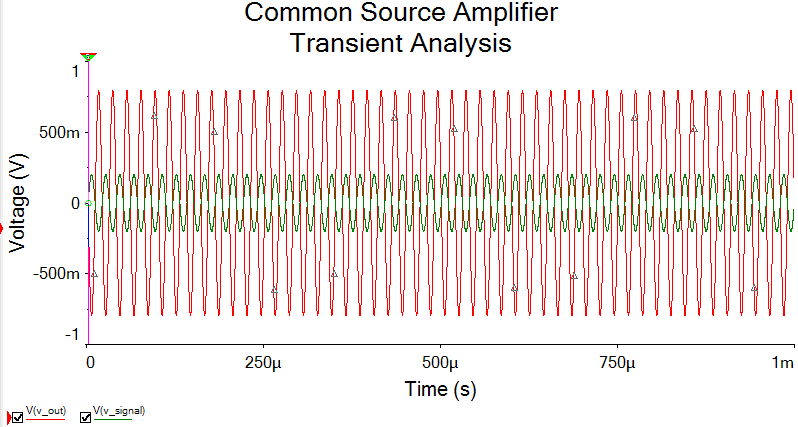 Common Source Amplifier
Transient Analysis
1
500m
0
-500m
-1
Voltage (V)
0 250µ 500µ 750µ 1m
Time (s)
V(v_out) V(v_signal)